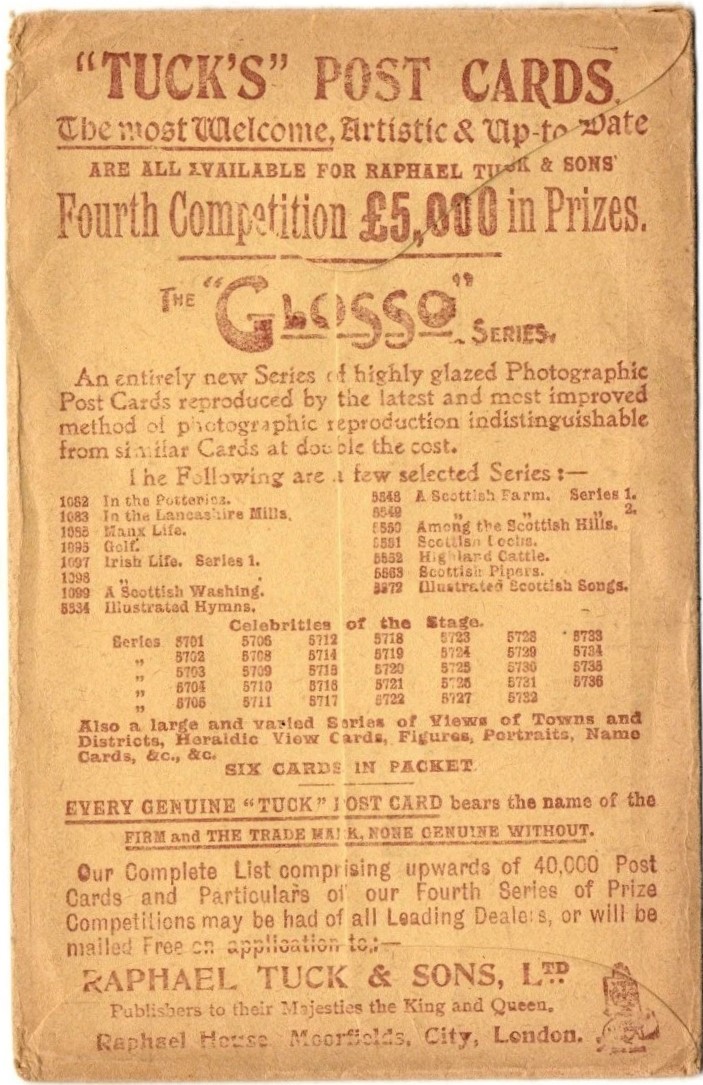 "TUCK'S" POST CARDS.
The most Welcome, Artistic & Up-to Date
ARE ALL AVAILABLE FOR RAPHAEL TUCK & SONS'
Fourth Competition £5,000 in Prizes.
THE "GLOSSO" SERIES.
An entirely new Series of highly glazed Photographic
Post Cards reproduced by the latest and most improved
method of photographic reproduction indistinguishable
from similar Cards at double the cost.
The Following are a few selected Series :—
1082 In the Potteries.
1083 In the Lancashire Mills.
1085 Manx Life.
1095 Golf.
1097 Irish Life. Series 1.
1098 „
1099 A Scottish Washing.
5534 Illustrated Hymns.
5548 A Scottish Farm. Series 1.
5549 „ „ „ 2.
5550 Among the Scottish Hills.
5551 Scottish Lochs.
5552 Highland Cattle.
5563 Scottish Pipers.
5572 Illustrated Scottish Songs.
Celebrities of the Stage.
Series 5701 5706 5712 5718 5723 5728 5733
„ 5702 5708 5714 5719 5724 5729 5734
„ 5703 5709 5715 5720 5725 5730 5735
„ 5704 5710 5716 5721 5726 5731 5736
„ 5705 5711 5717 5722 5727 5732
Also a large and varied Series of Views of Towns and
Districts, Heraldic View Cards, Figures, Portraits, Name
Cards, &c., &c.
SIX CARDS IN PACKET.
EVERY GENUINE "TUCK" POST CARD bears the name of the
FIRM and THE TRADE MARK, NONE GENUINE WITHOUT.
Our Complete List comprising upwards of 40,000 Post
Cards and Particulars of our Fourth Series of Prize
Competitions may be had of all Leading Dealers, or will be
mailed Free on application to,:—
RAPHAEL TUCK & SONS, LTD
Publishers to their Majesties the King and Queen,
Raphael House Moorfields, City, London.